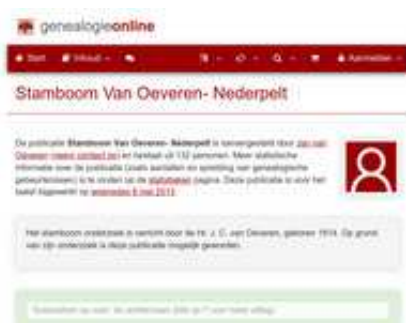 genealogieonline
Start Inhoud Aanmelden
Stamboom Van Oeveren- Nederpelt
De publicatie Stamboom Van Oeveren- Nederpelt is samengesteld door Jan van
Oeveren (neem contact op) en bestaat uit 132 personen. Meer statistische
informatie over de publicatie (zoals aantallen en spreiding van genealogische
gebeurtenissen) is te vinden op de statistieken pagina. Deze publicatie is voor het
laatst bijgewerkt op woensdag 8 mei 2013.
Het stamboom onderzoek is verricht door de Hr. J. C. van Oeveren, geboren 1914. Op grond
van zijn onderzoek is deze publicatie mogelijk geworden.